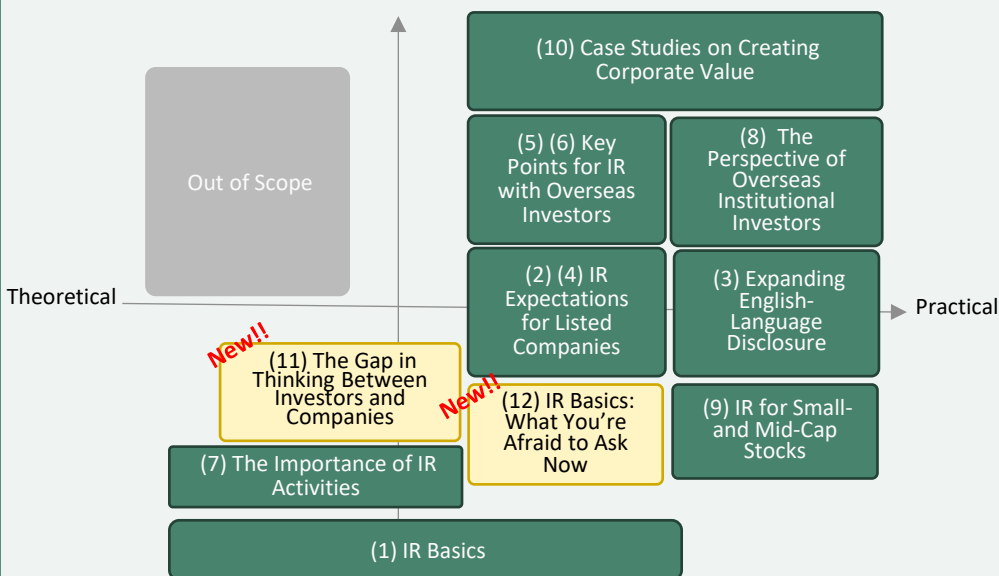 (10) Case Studies on Creating
Corporate Value
(5) (6) Key
Points for IR
with Overseas
Investors
(8) The
Perspective of
Overseas
Institutional
Investors
Out of Scope
(2) (4) IR
Expectations
for Listed
Companies
(3) Expanding
English-
Language
Disclosure
Theoretical
Practical
New!!
(11) The Gap in
Thinking Between
Investors and
Companies
New!!
(12) IR Basics:
What You’re
Afraid to Ask
Now
(9) IR for Small-
and Mid-Cap
Stocks
(7) The Importance of IR
Activities
(1) IR Basics